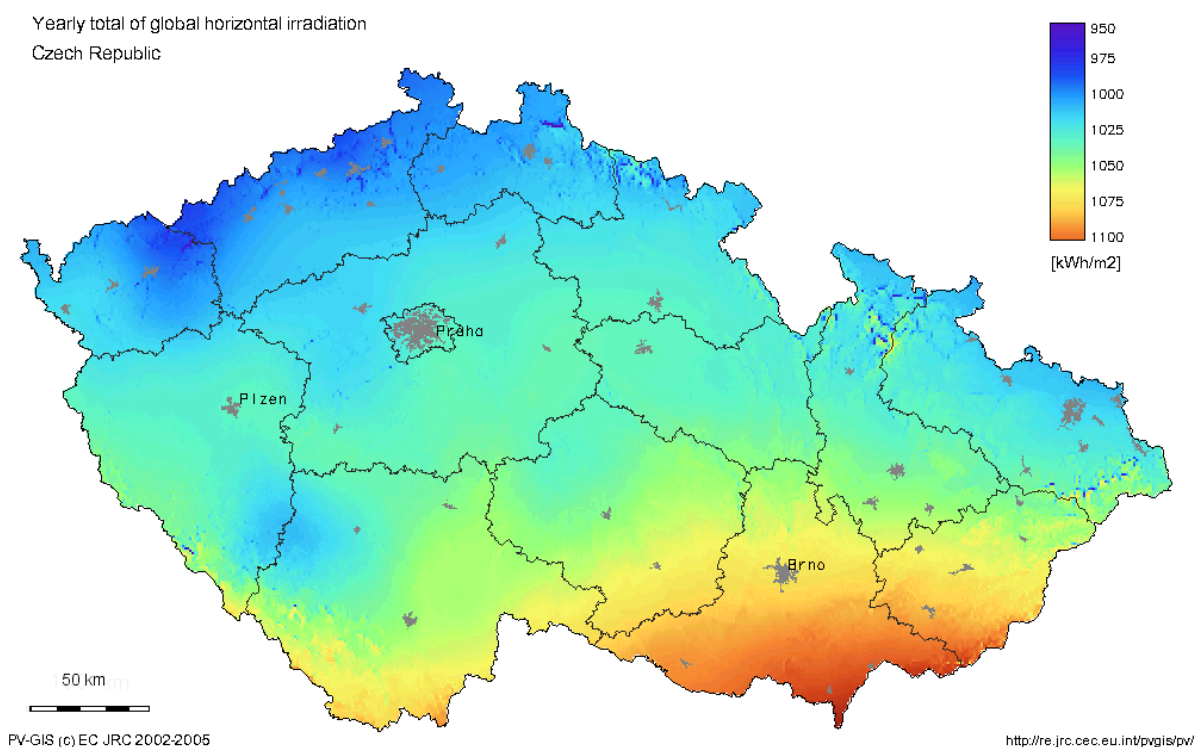 Yearly total of global horizontal irradiation
Czech Republic
950
975
1000
1025
1050
1075
1100
[kWh/m2]
Praha
Plzen
Brno
50 km
PV-GIS (c) EC JRC 2002-2005
http://re.jrc.cec.eu.int/pvgis/pv/